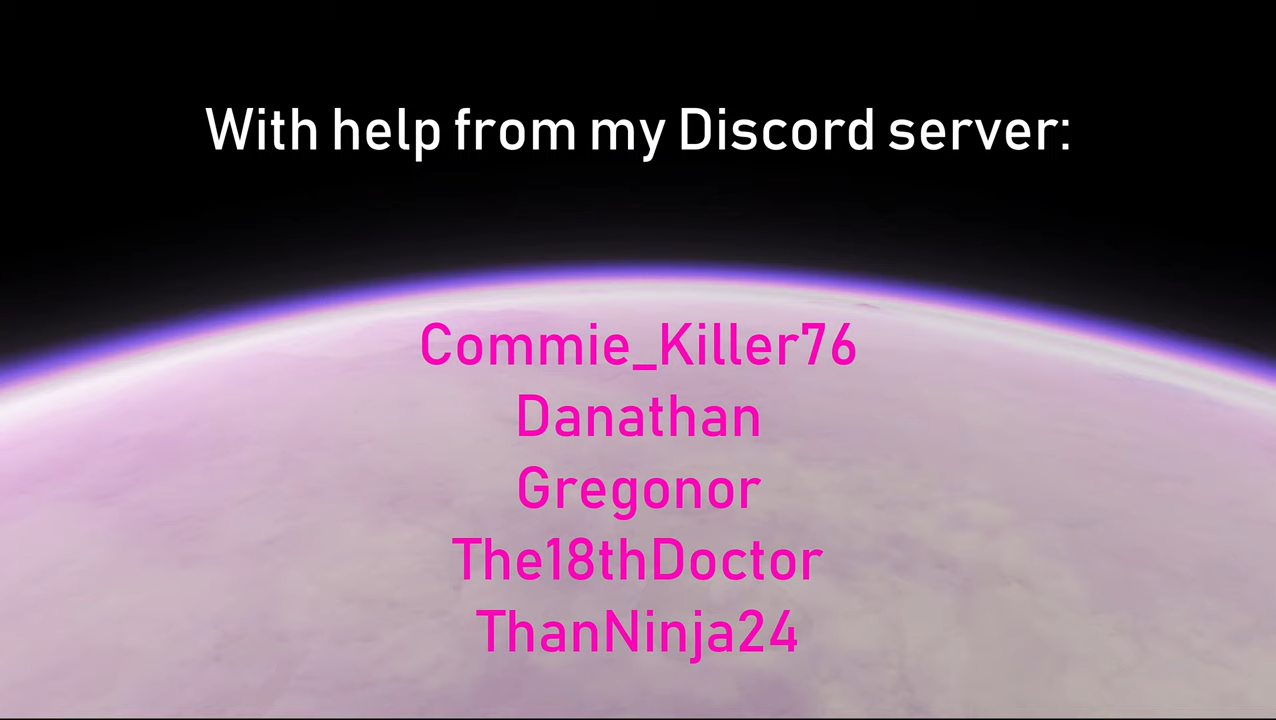 With help from my Discord server:
Commie_Killer76
Danathan
Gregonor
The18thDoctor
ThanNinja24